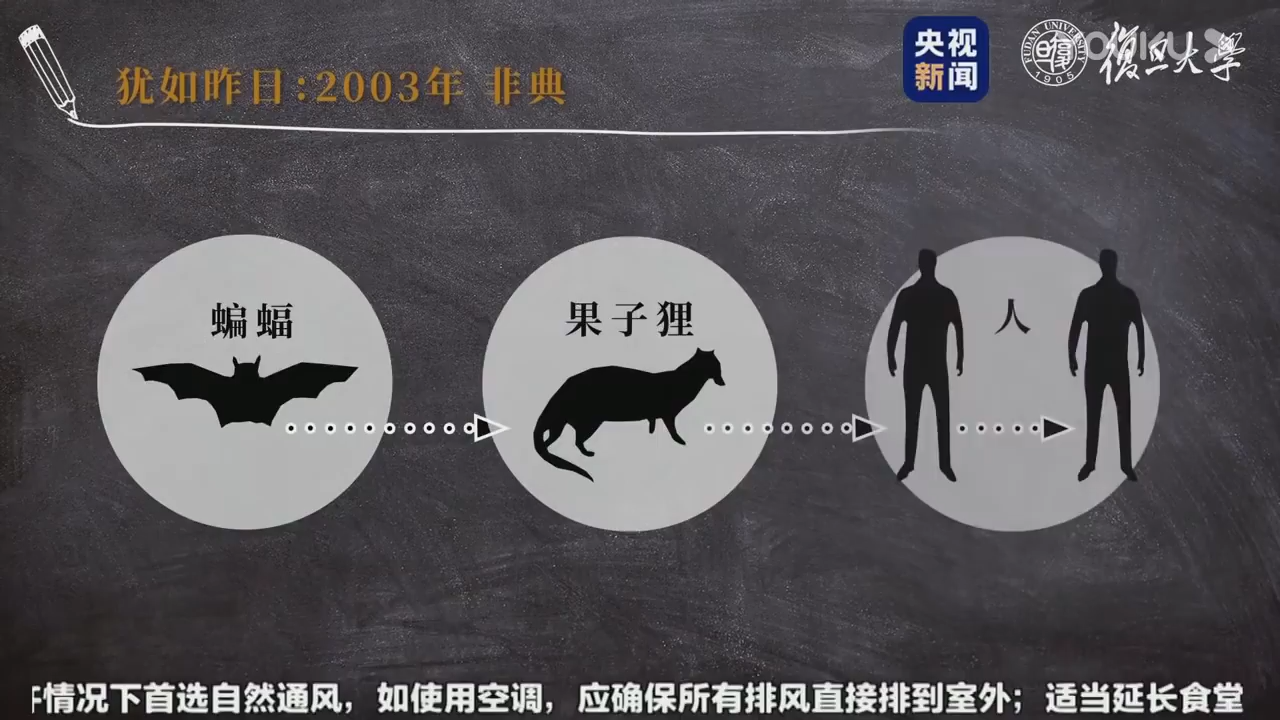 犹如昨日:2003年 非典
央视
新闻
FUDAN UNIVERSITY
1905
復旦大學
蝙蝠
果子狸
人
情况下首选自然通风，如使用空调，应确保所有排风直接排到室外；适当延长食堂